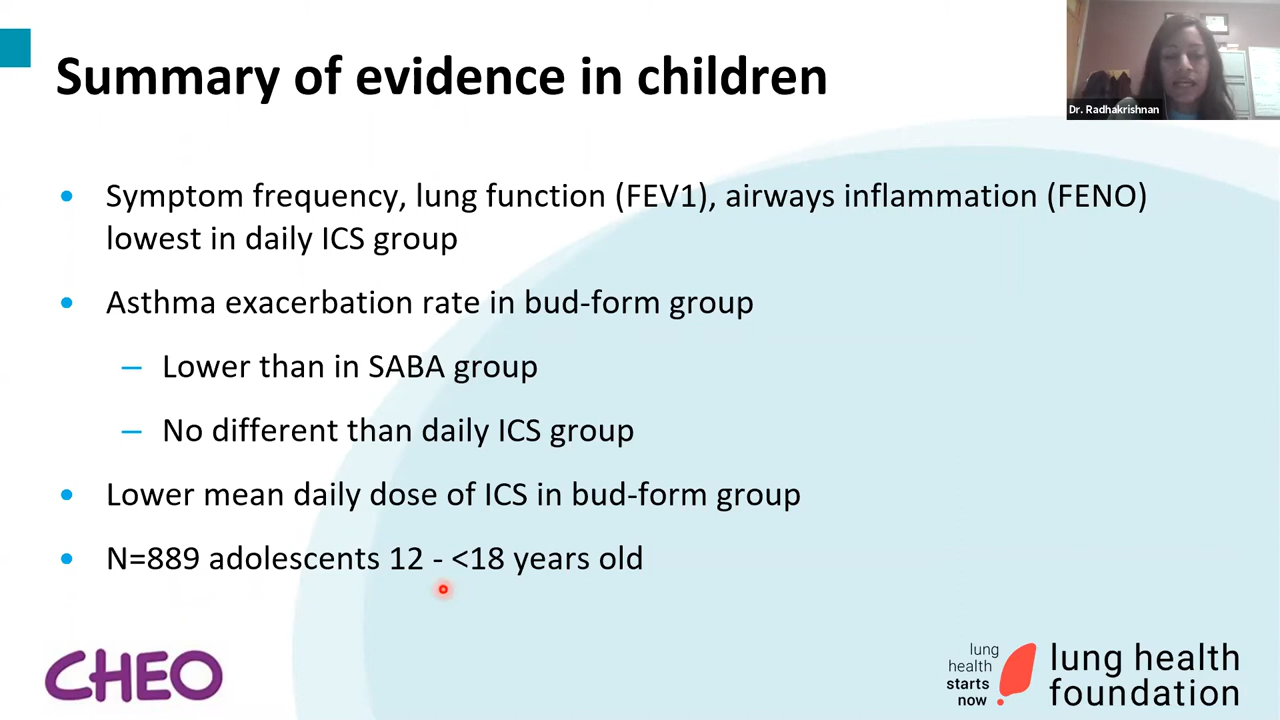 Summary of evidence in children
Dr. Radhakrishnan
• Symptom frequency, lung function (FEV1), airways inflammation (FENO)
lowest in daily ICS group
• Asthma exacerbation rate in bud-form group
– Lower than in SABA group
– No different than daily ICS group
• Lower mean daily dose of ICS in bud-form group
• N=889 adolescents 12 - <18 years old
CHEO
lung
health
starts
now
lung health
foundation